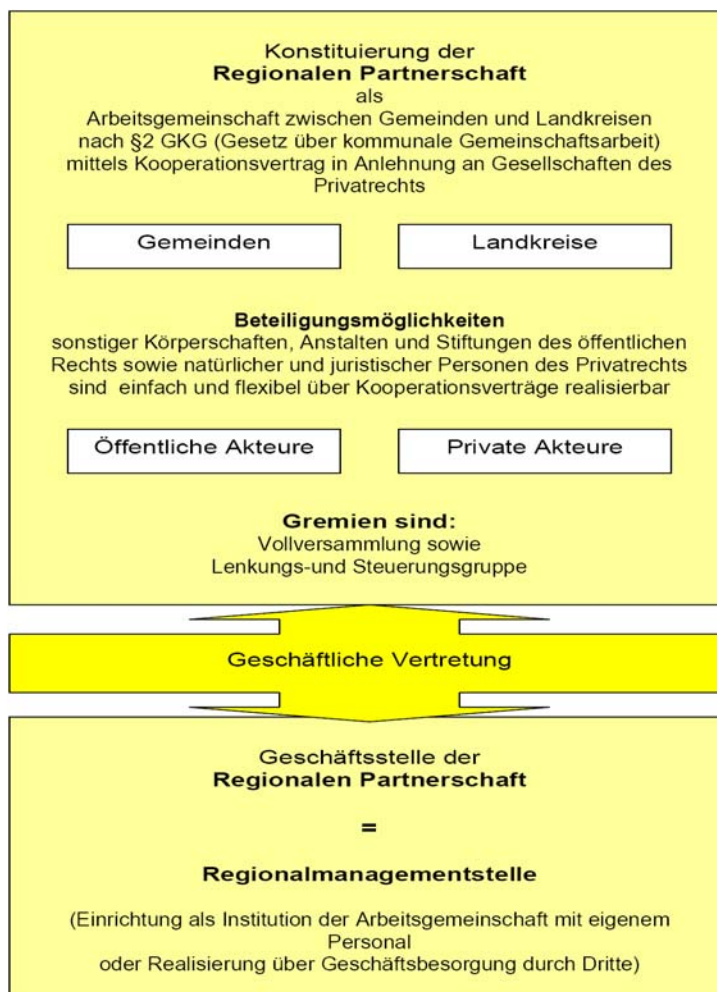 Konstituierung der
Regionalen Partnerschaft
als
Arbeitsgemeinschaft zwischen Gemeinden und Landkreisen
nach §2 GKG (Gesetz über kommunale Gemeinschaftsarbeit)
mittels Kooperationsvertrag in Anlehnung an Gesellschaften des
Privatrechts
Gemeinden
Landkreise
Beteiligungsmöglichkeiten
sonstiger Körperschaften, Anstalten und Stiftungen des öffentlichen
Rechts sowie natürlicher und juristischer Personen des Privatrechts
sind einfach und flexibel über Kooperationsverträge realisierbar
Öffentliche Akteure
Private Akteure
Gremien sind:
Vollversammlung sowie
Lenkungs-und Steuerungsgruppe
Geschäftliche Vertretung
Geschäftsstelle der
Regionalen Partnerschaft
=
Regionalmanagementstelle
(Einrichtung als Institution der Arbeitsgemeinschaft mit eigenem
Personal
oder Realisierung über Geschäftsbesorgung durch Dritte)